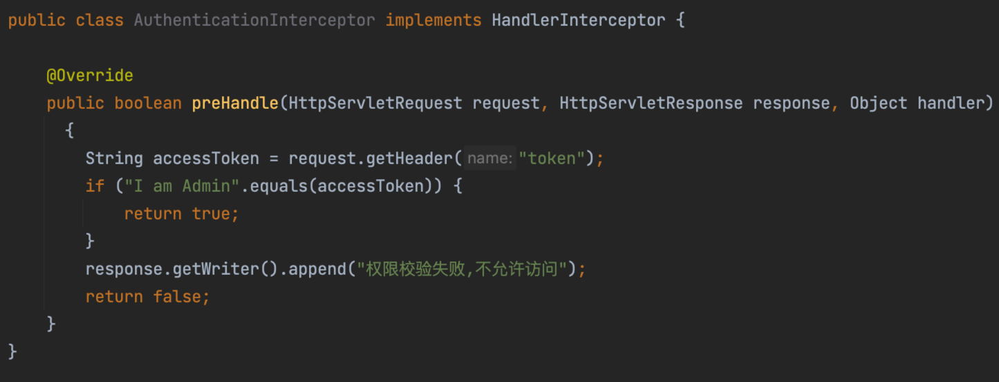 public class AuthenticationInterceptor implements HandlerInterceptor {
@Override
public boolean preHandle(HttpServletRequest request, HttpServletResponse response, Object handler)
{
String accessToken = request.getHeader( name: "token");
if ("I am Admin".equals(accessToken)) {
return true;
}
response.getWriter().append("权限校验失败,不允许访问");
return false;
}
}